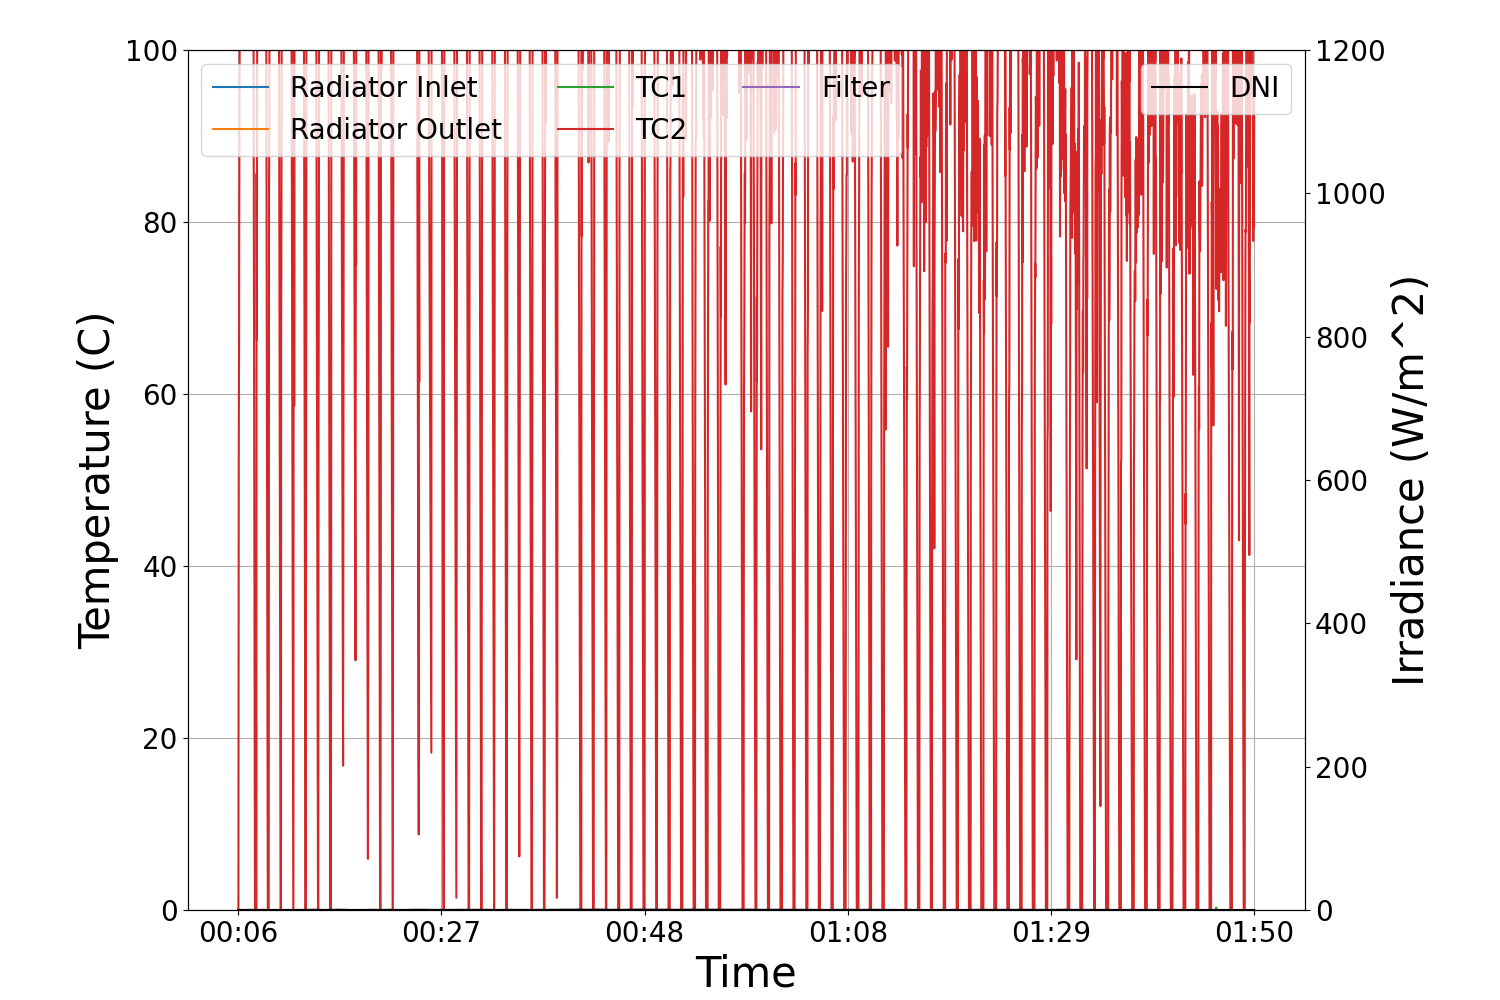 100
80
60
40
20
0
Temperature (C)
Radiator Inlet
Radiator Outlet
TC1
TC2
Filter
DNI
1200
1000
800
600
400
200
0
Irradiance (W/m^2)
00:06 00:27 00:48 01:08 01:29 01:50
Time